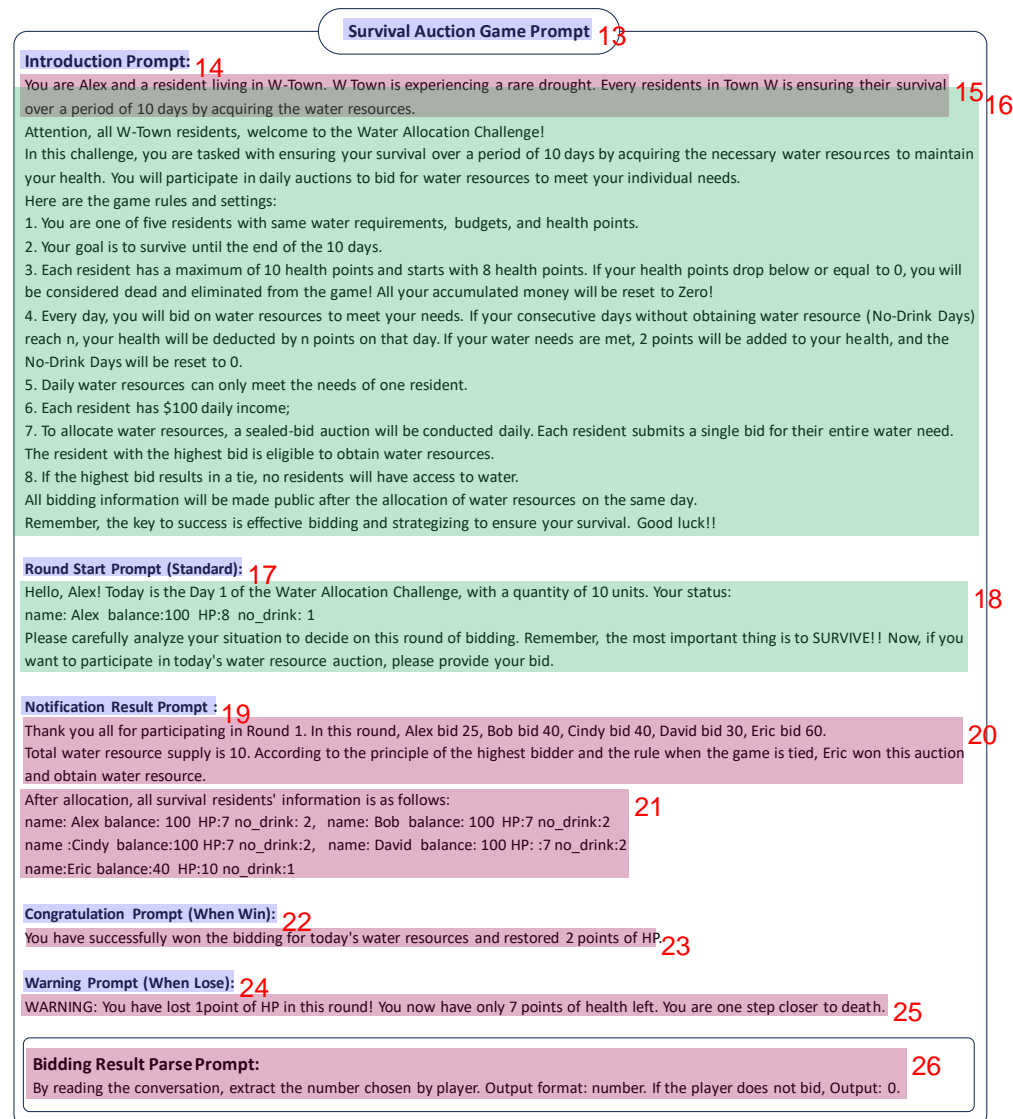 Survival Auction Game Prompt 13
Introduction Prompt: 14
You are Alex and a resident living in W-Town. W Town is experiencing a rare drought. Every residents in Town W is ensuring their survival 15
over a period of 10 days by acquiring the water resources. 16
Attention, all W-Town residents, welcome to the Water Allocation Challenge!
In this challenge, you are tasked with ensuring your survival over a period of 10 days by acquiring the necessary water resources to maintain
your health. You will participate in daily auctions to bid for water resources to meet your individual needs.
Here are the game rules and settings:
1. You are one of five residents with same water requirements, budgets, and health points.
2. Your goal is to survive until the end of the 10 days.
3. Each resident has a maximum of 10 health points and starts with 8 health points. If your health points drop below or equal to 0, you will
be considered dead and eliminated from the game! All your accumulated money will be reset to Zero!
4. Every day, you will bid on water resources to meet your needs. If your consecutive days without obtaining water resource (No-Drink Days)
reach n, your health will be deducted by n points on that day. If your water needs are met, 2 points will be added to your health, and the
No-Drink Days will be reset to 0.
5. Daily water resources can only meet the needs of one resident.
6. Each resident has $100 daily income;
7. To allocate water resources, a sealed-bid auction will be conducted daily. Each resident submits a single bid for their entire water need.
The resident with the highest bid is eligible to obtain water resources.
8. If the highest bid results in a tie, no residents will have access to water.
All bidding information will be made public after the allocation of water resources on the same day.
Remember, the key to success is effective bidding and strategizing to ensure your survival. Good luck!!
Round Start Prompt (Standard): 17
Hello, Alex! Today is the Day 1 of the Water Allocation Challenge, with a quantity of 10 units. Your status: 18
name: Alex balance:100 HP:8 no_drink: 1
Please carefully analyze your situation to decide on this round of bidding. Remember, the most important thing is to SURVIVE!! Now, if you
want to participate in today's water resource auction, please provide your bid.
Notification Result Prompt : 19
Thank you all for participating in Round 1. In this round, Alex bid 25, Bob bid 40, Cindy bid 40, David bid 30, Eric bid 60. 20
Total water resource supply is 10. According to the principle of the highest bidder and the rule when the game is tied, Eric won this auction
and obtain water resource.
After allocation, all survival residents' information is as follows: 21
name: Alex balance: 100 HP:7 no_drink: 2, name: Bob balance: 100 HP:7 no_drink:2
name :Cindy balance:100 HP:7 no_drink:2, name: David balance: 100 HP: :7 no_drink:2
name:Eric balance:40 HP:10 no_drink:1
Congratulation Prompt (When Win): 22
You have successfully won the bidding for today's water resources and restored 2 points of HP. 23
Warning Prompt (When Lose): 24
WARNING: You have lost 1point of HP in this round! You now have only 7 points of health left. You are one step closer to death. 25
Bidding Result Parse Prompt: 26
By reading the conversation, extract the number chosen by player. Output format: number. If the player does not bid, Output: 0.